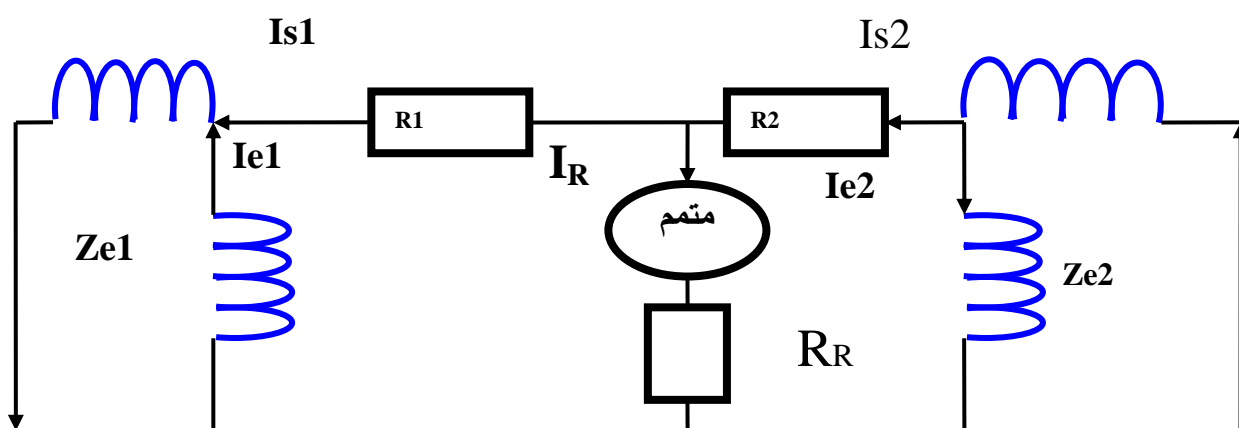 Is1
Is2
R1
R2
Ie1
IR
Ie2
متمم
Ze1
Ze2
RR